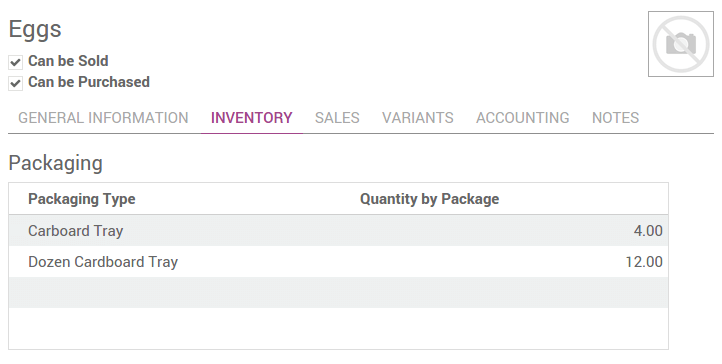 Eggs
Can be Sold
Can be Purchased
GENERAL INFORMATION INVENTORY SALES VARIANTS ACCOUNTING NOTES
Packaging
Packaging Type Quantity by Package
Carboard Tray 4.00
Dozen Cardboard Tray 12.00